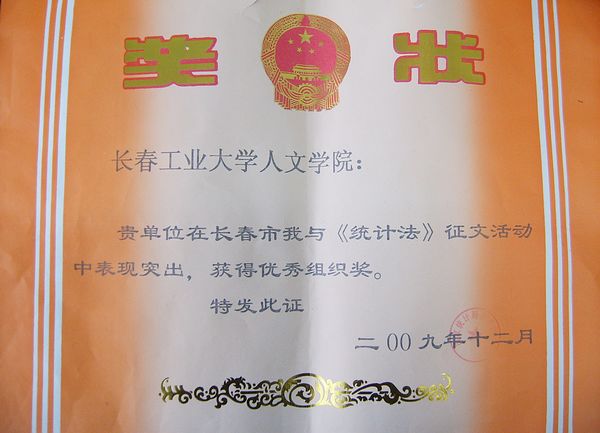 奖状
长春工业大学人文学院：
贵单位在长春市我与《统计法》征文活动
中表现突出，获得优秀组织奖。
特发此证
二00九年十二月